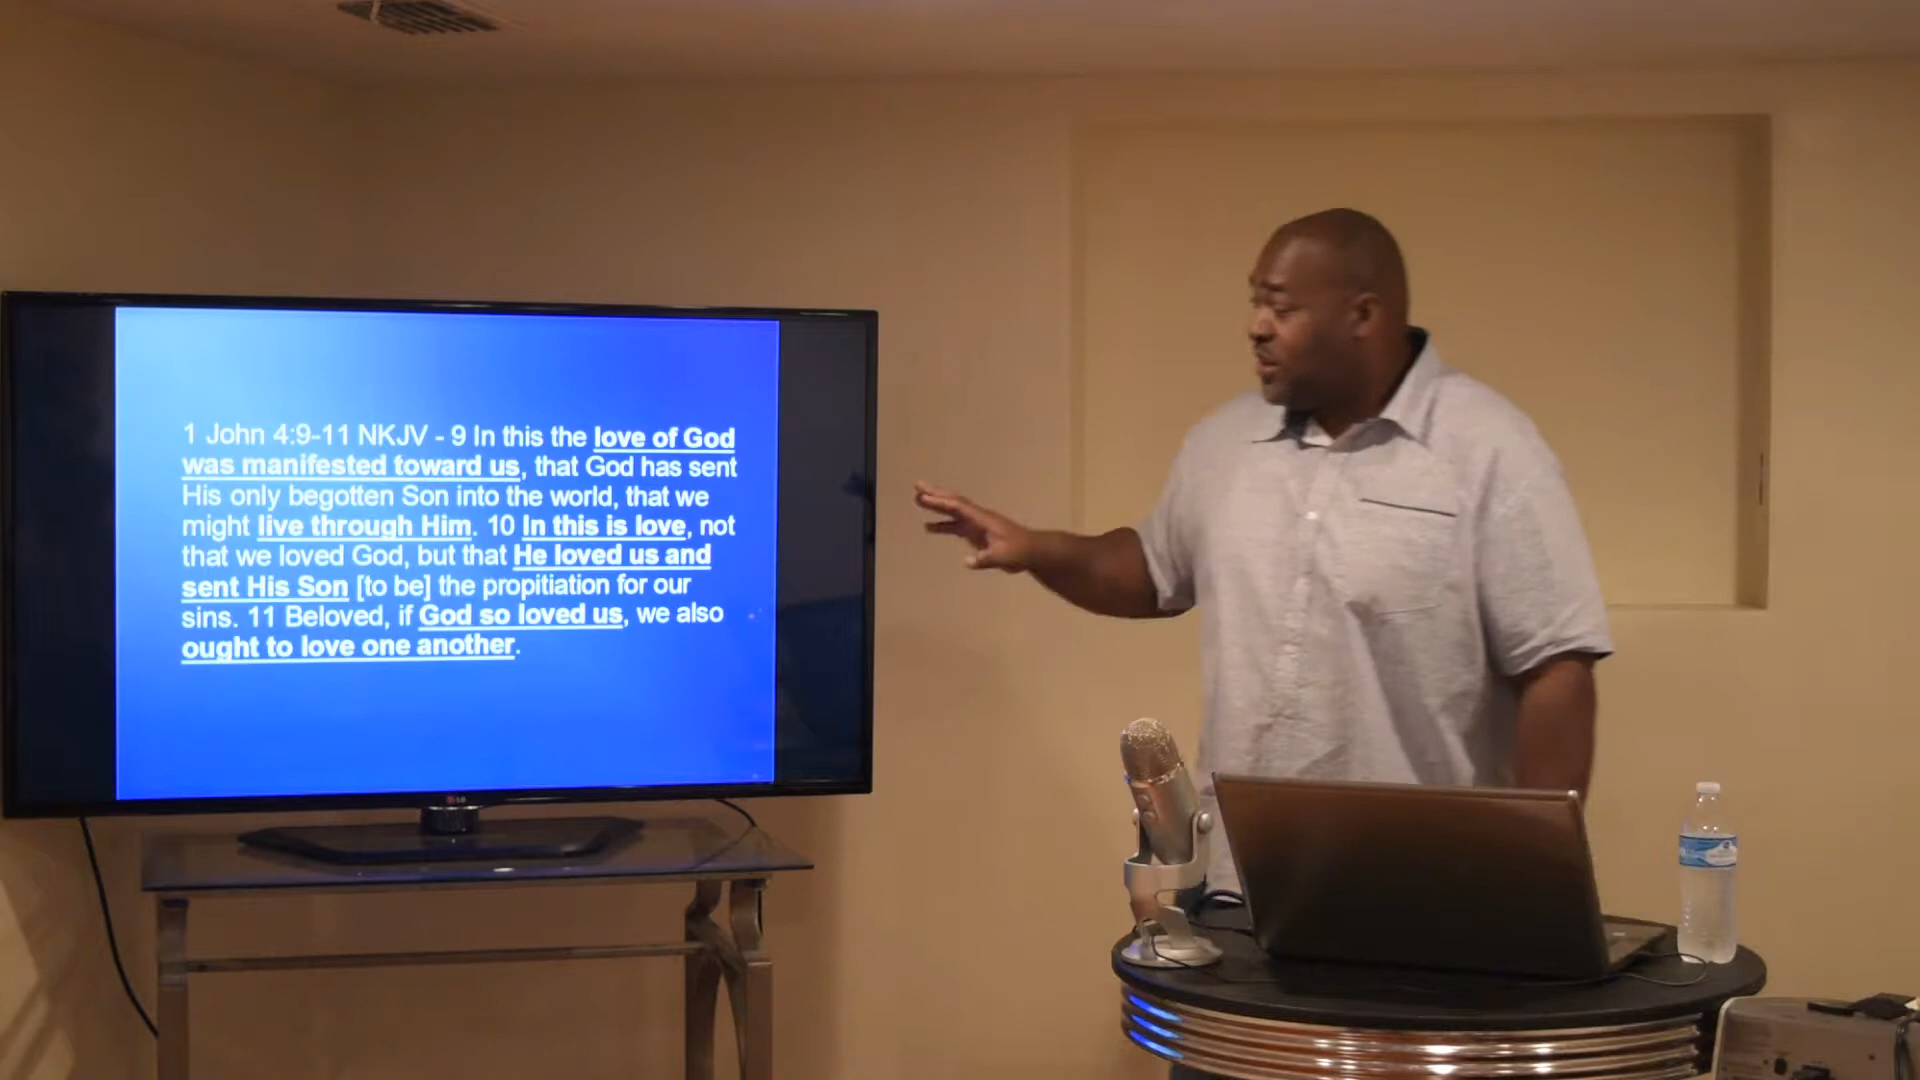 1 John 4:9-11 NKJV - 9 In this the love of God
was manifested toward us, that God has sent
His only begotten Son into the world, that we
might live through Him. 10 In this is love, not
that we loved God, but that He loved us and
sent His Son [to be] the propitiation for our
sins. 11 Beloved, if God so loved us, we also
ought to love one another.
LG